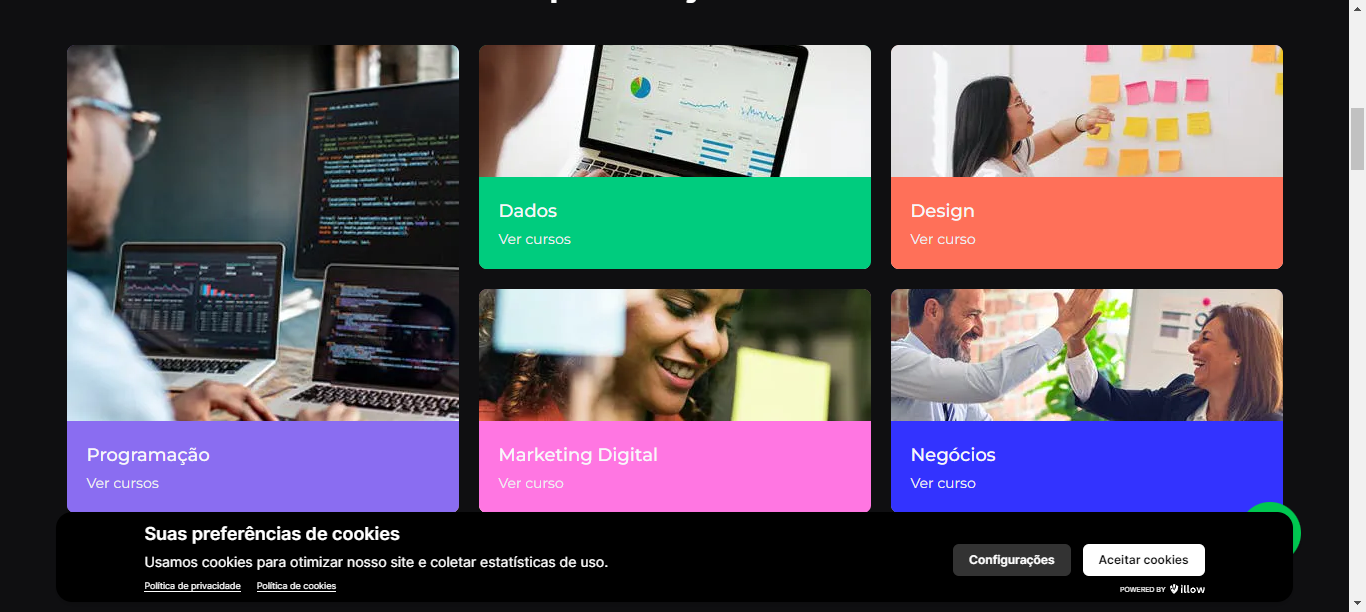 Dados
Ver cursos
Design
Ver curso
Programação
Ver cursos
Marketing Digital
Ver curso
Negócios
Ver curso
Suas preferências de cookies
Usamos cookies para otimizar nosso site e coletar estatísticas de uso.
Política de privacidade Política de cookies
Configurações
Aceitar cookies
POWERED BY illow